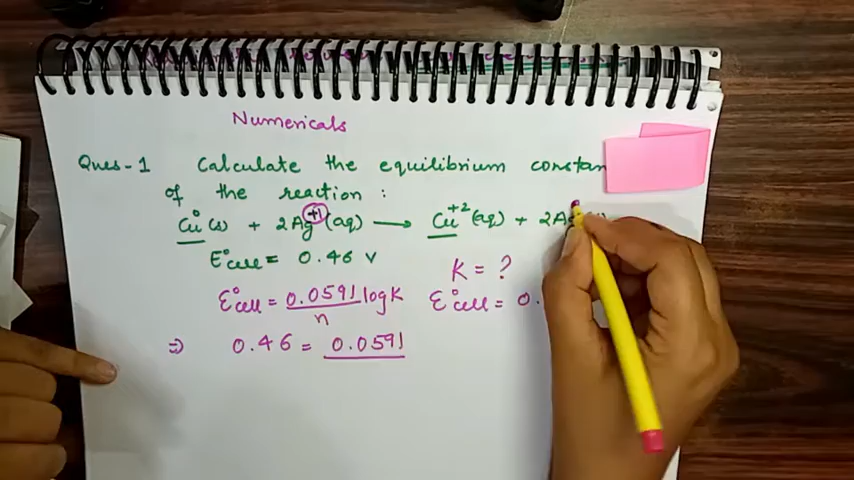 Numericals
Ques-1 Calculate the equilibrium constan
of the reaction :
Cu°(s) + 2Ag+1(aq) → Cu+2(aq) + 2A
E°cell = 0.46 V
K = ?
E°cell = 0.0591/n log K E°cell = 0.
⇒ 0.46 = 0.0591